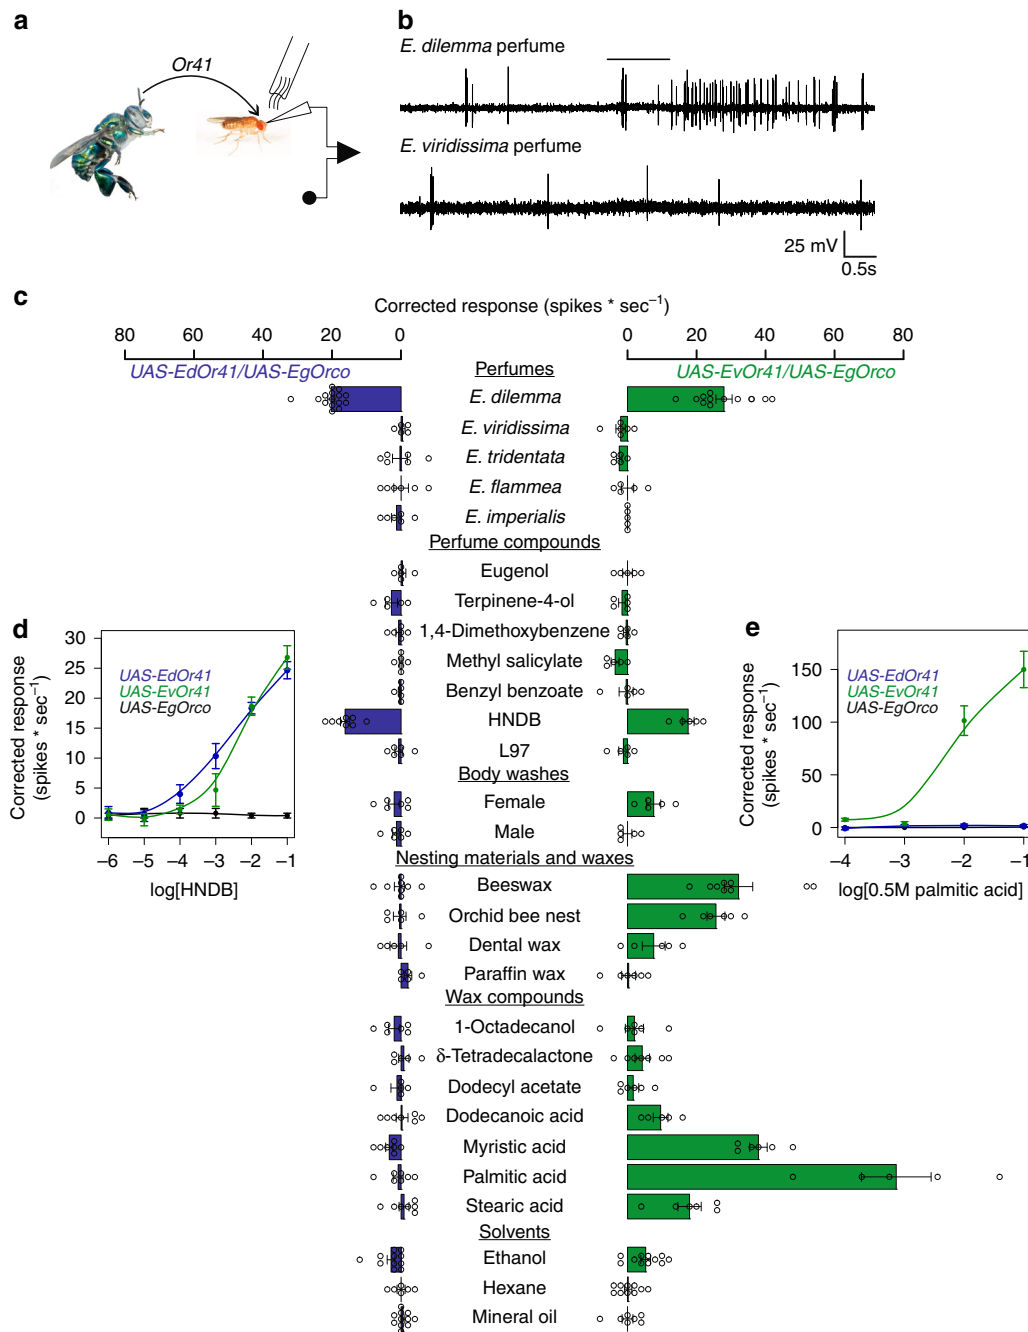 a
Or41
b
E. dilemma perfume
E. viridissima perfume
25 mV
0.5s
c
Corrected response (spikes * sec⁻¹)
80 60 40 20 0
0 20 40 60 80
UAS-EdOr41/UAS-EgOrco
UAS-EvOr41/UAS-EgOrco
Perfumes
E. dilemma
E. viridissima
E. tridentata
E. flammea
E. imperialis
Perfume compounds
Eugenol
Terpinene-4-ol
1,4-Dimethoxybenzene
Methyl salicylate
Benzyl benzoate
HNDB
L97
Body washes
Female
Male
Nesting materials and waxes
Beeswax
Orchid bee nest
Dental wax
Paraffin wax
Wax compounds
1-Octadecanol
δ-Tetradecalactone
Dodecyl acetate
Dodecanoic acid
Myristic acid
Palmitic acid
Stearic acid
Solvents
Ethanol
Hexane
Mineral oil
d
Corrected response
(spikes * sec⁻¹)
30
25
20
15
10
5
0
UAS-EdOr41
UAS-EvOr41
UAS-EgOrco
−6 −5 −4 −3 −2 −1
log[HNDB]
e
Corrected response
(spikes * sec⁻¹)
150
100
50
0
UAS-EdOr41
UAS-EvOr41
UAS-EgOrco
−4 −3 −2 −1
log[0.5M palmitic acid]